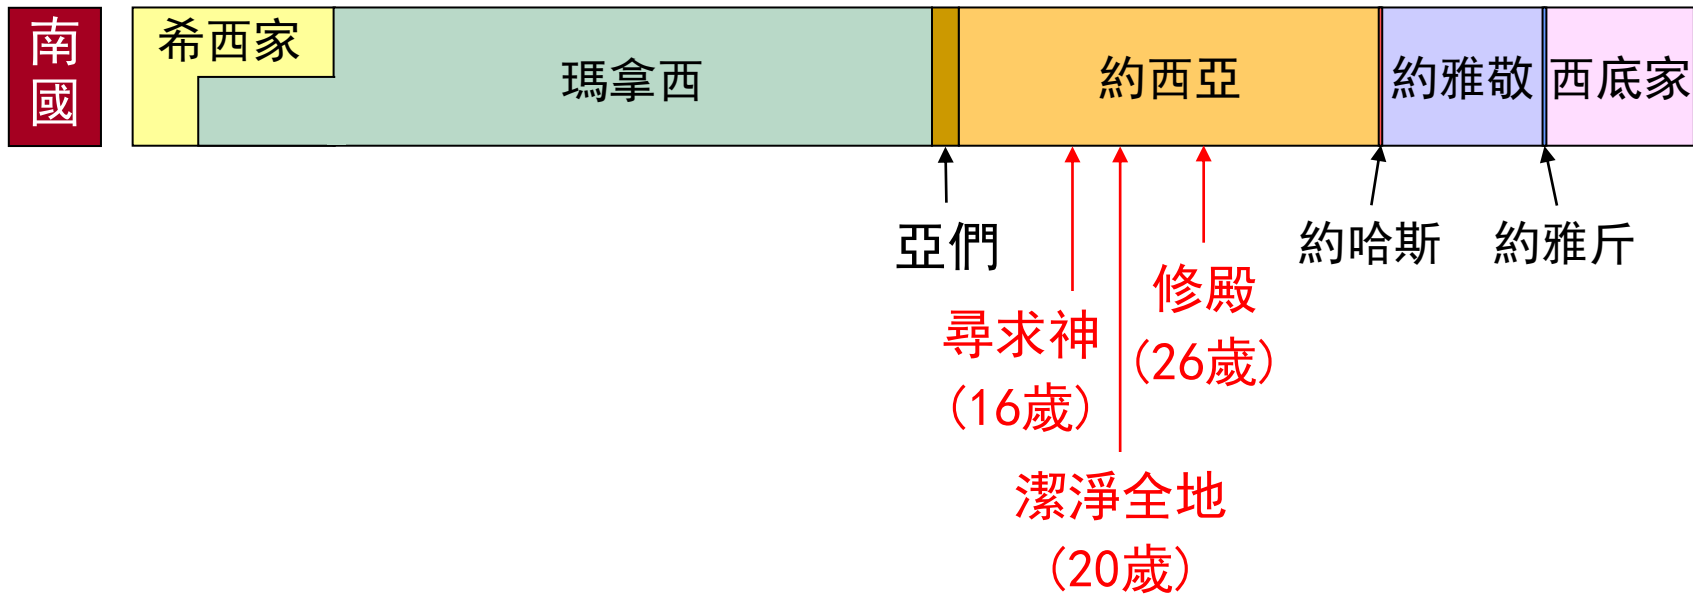 南國
希西家
瑪拿西
約西亞
約雅敬
西底家
亞們
約哈斯
約雅斤
尋求神
(16歲)
修殿
(26歲)
潔淨全地
(20歲)